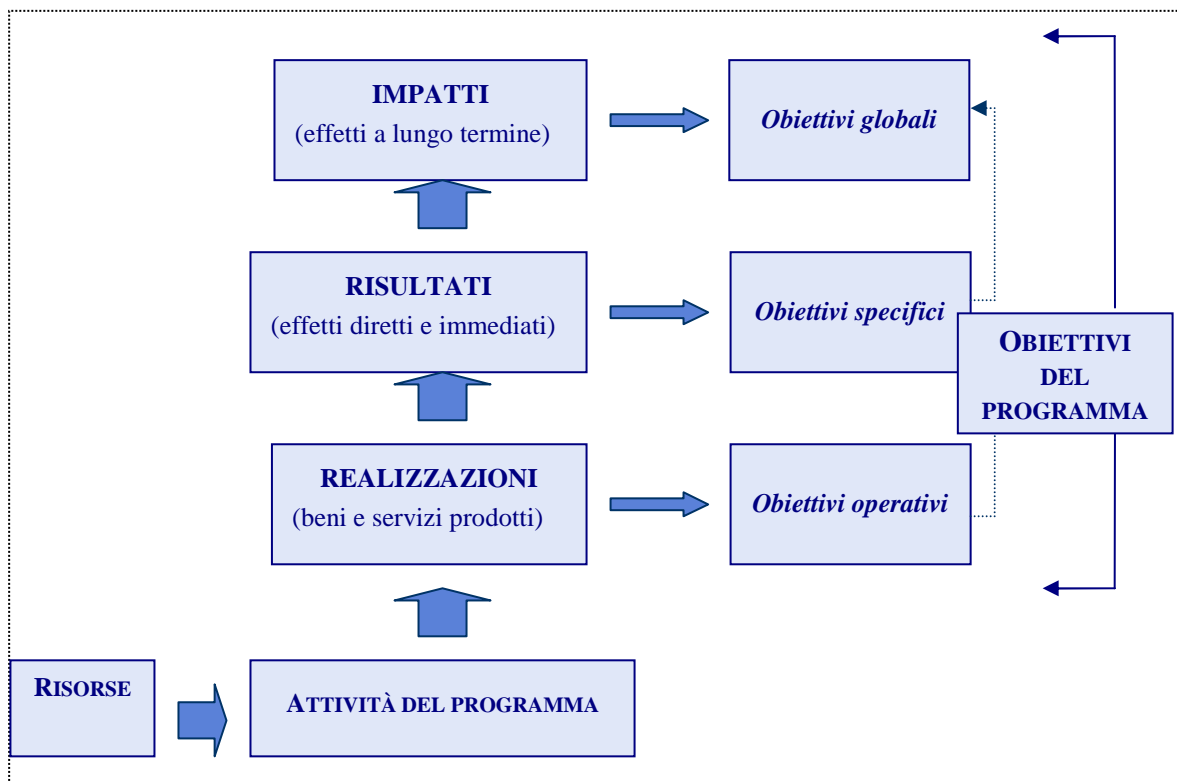 IMPATTI
(effetti a lungo termine)
Obiettivi globali
RISULTATI
(effetti diretti e immediati)
Obiettivi specifici
OBIETTIVI
DEL
PROGRAMMA
REALIZZAZIONI
(beni e servizi prodotti)
Obiettivi operativi
RISORSE
ATTIVITÀ DEL PROGRAMMA